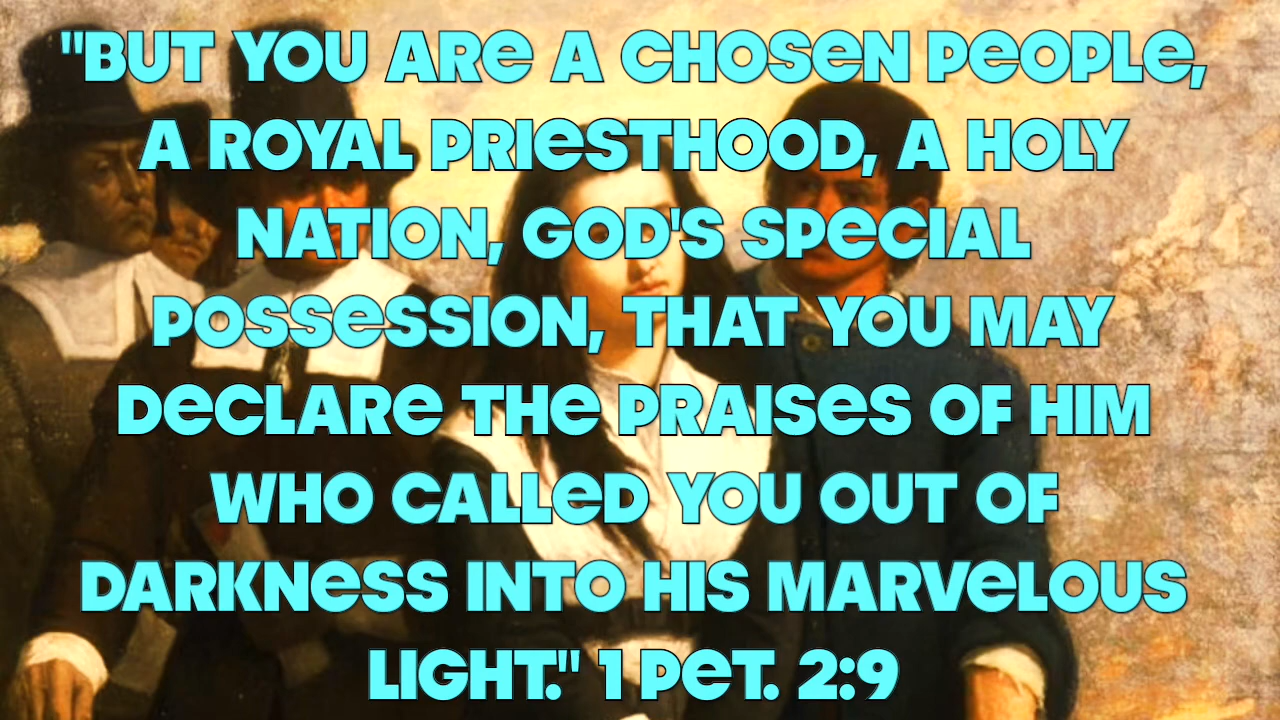 "BUT YOU ARe A CHOSeN PeOPLe,
A ROYAL PRIeSTHOOD, A HOLY
NATION, GOD'S SPeCIAL
POSSeSSION, THAT YOU MAY
DeCLARe THe PRAISeS OF HIM
WHO CALLeD YOU OUT OF
DARKNeSS INTO HIS MARVeLOUS
LIGHT." 1 PeT. 2:9